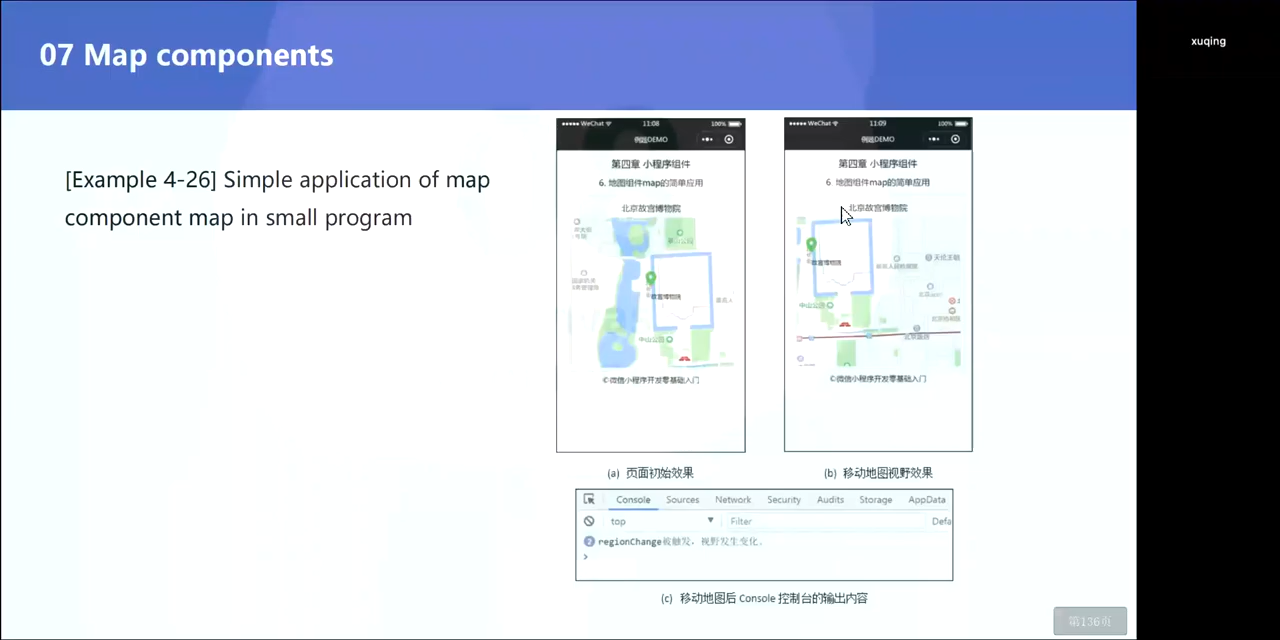 07 Map components
xuqing
[Example 4-26] Simple application of map
component map in small program
WeChat 11:08 100%
例题DEMO
第四章 小程序组件
6. 地图组件map的简单应用
北京故宫博物院
景山公园
故宫博物院
中山公园
©微信小程序开发零基础入门
(a) 页面初始效果
WeChat 11:09 100%
例题DEMO
第四章 小程序组件
6 地图组件map的简单应用
北京故宫博物院
故宫博物院
中山公园
©微信小程序开发零基础入门
(b) 移动地图视野效果
Console Sources Network Security Audits Storage AppData
top Filter Defa
2 regionChange被触发，视野发生变化。
>
(c) 移动地图后 Console 控制台的输出内容
第136页